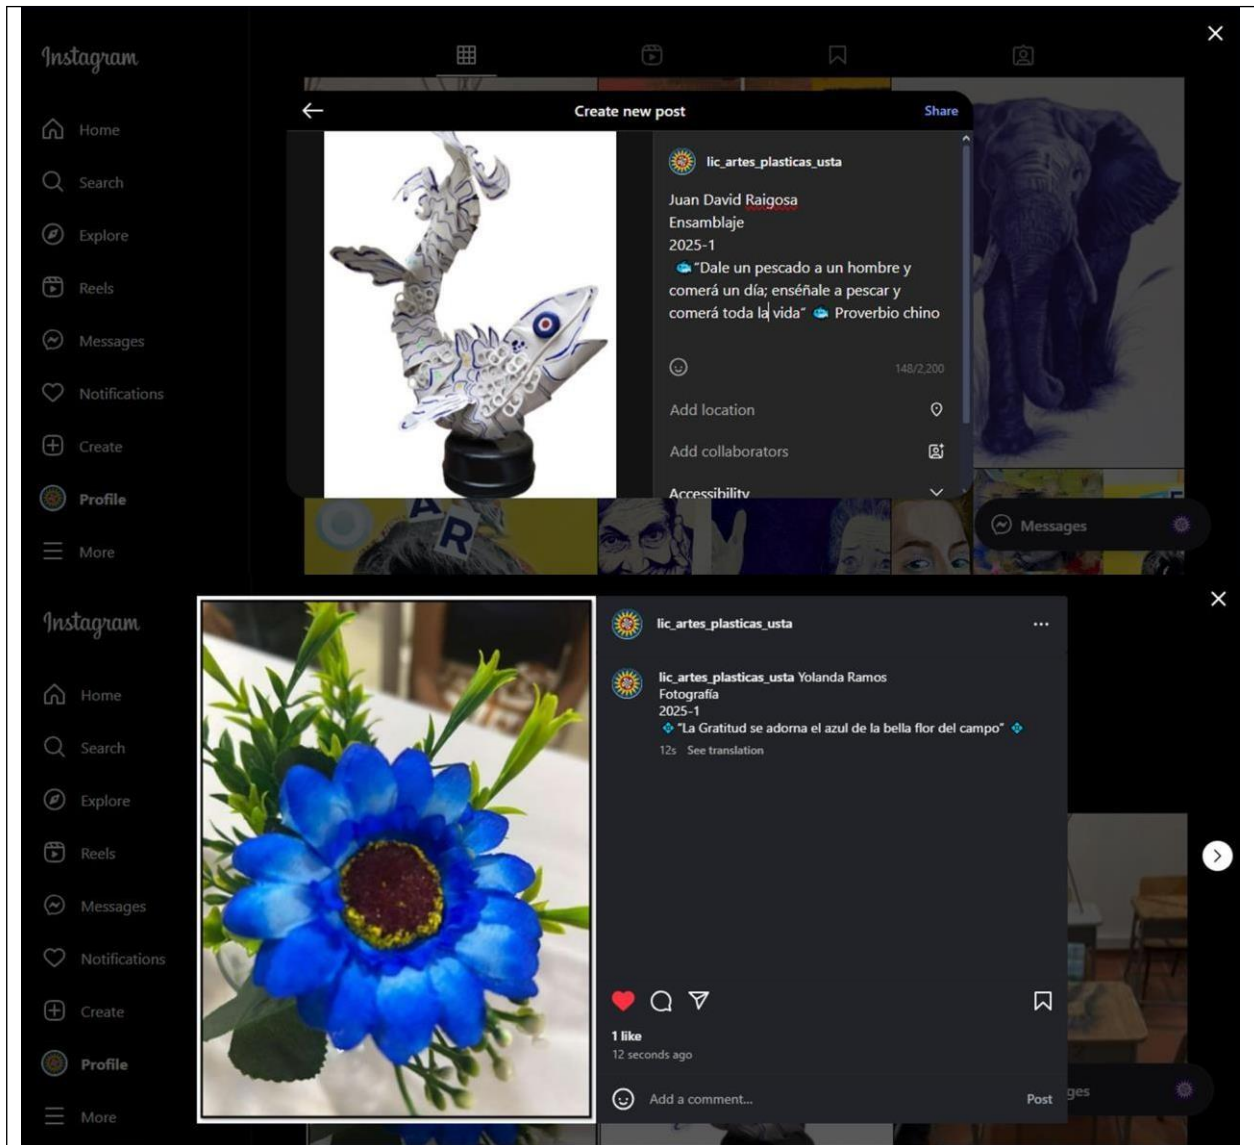 Instagram
Home
Search
Explore
Reels
Messages
Notifications
Create
Profile
More
Create new post
Share
lic_artes_plasticas_usta
Juan David Raigosa
Ensamblaje
2025-1
🐟"Dale un pescado a un hombre y
comerá un día; enséñale a pescar y
comerá toda la vida" 🐟 Proverbio chino
148/2,200
Add location
Add collaborators
Accessibility
AR
Messages
Instagram
Home
Search
Explore
Reels
Messages
Notifications
Create
Profile
More
lic_artes_plasticas_usta
lic_artes_plasticas_usta Yolanda Ramos
Fotografía
2025-1
💠 "La Gratitud se adorna el azul de la bella flor del campo" 💠
12s See translation
1 like
12 seconds ago
Add a comment...
Post
ges